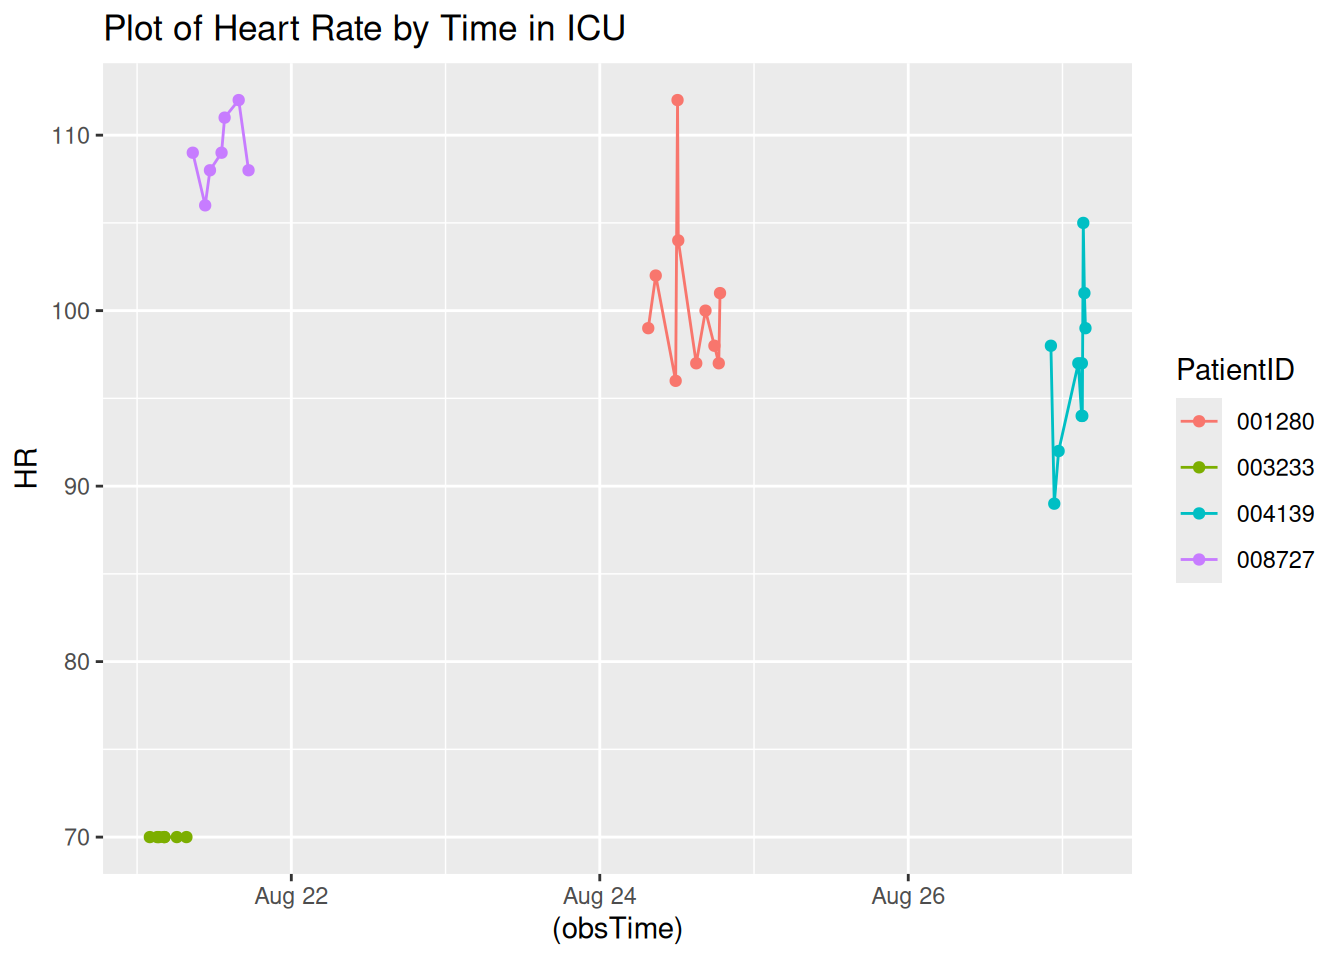 Plot of Heart Rate by Time in ICU
110
100
90
80
70
HR
Aug 22
Aug 24
Aug 26
(obsTime)
PatientID
001280
003233
004139
008727